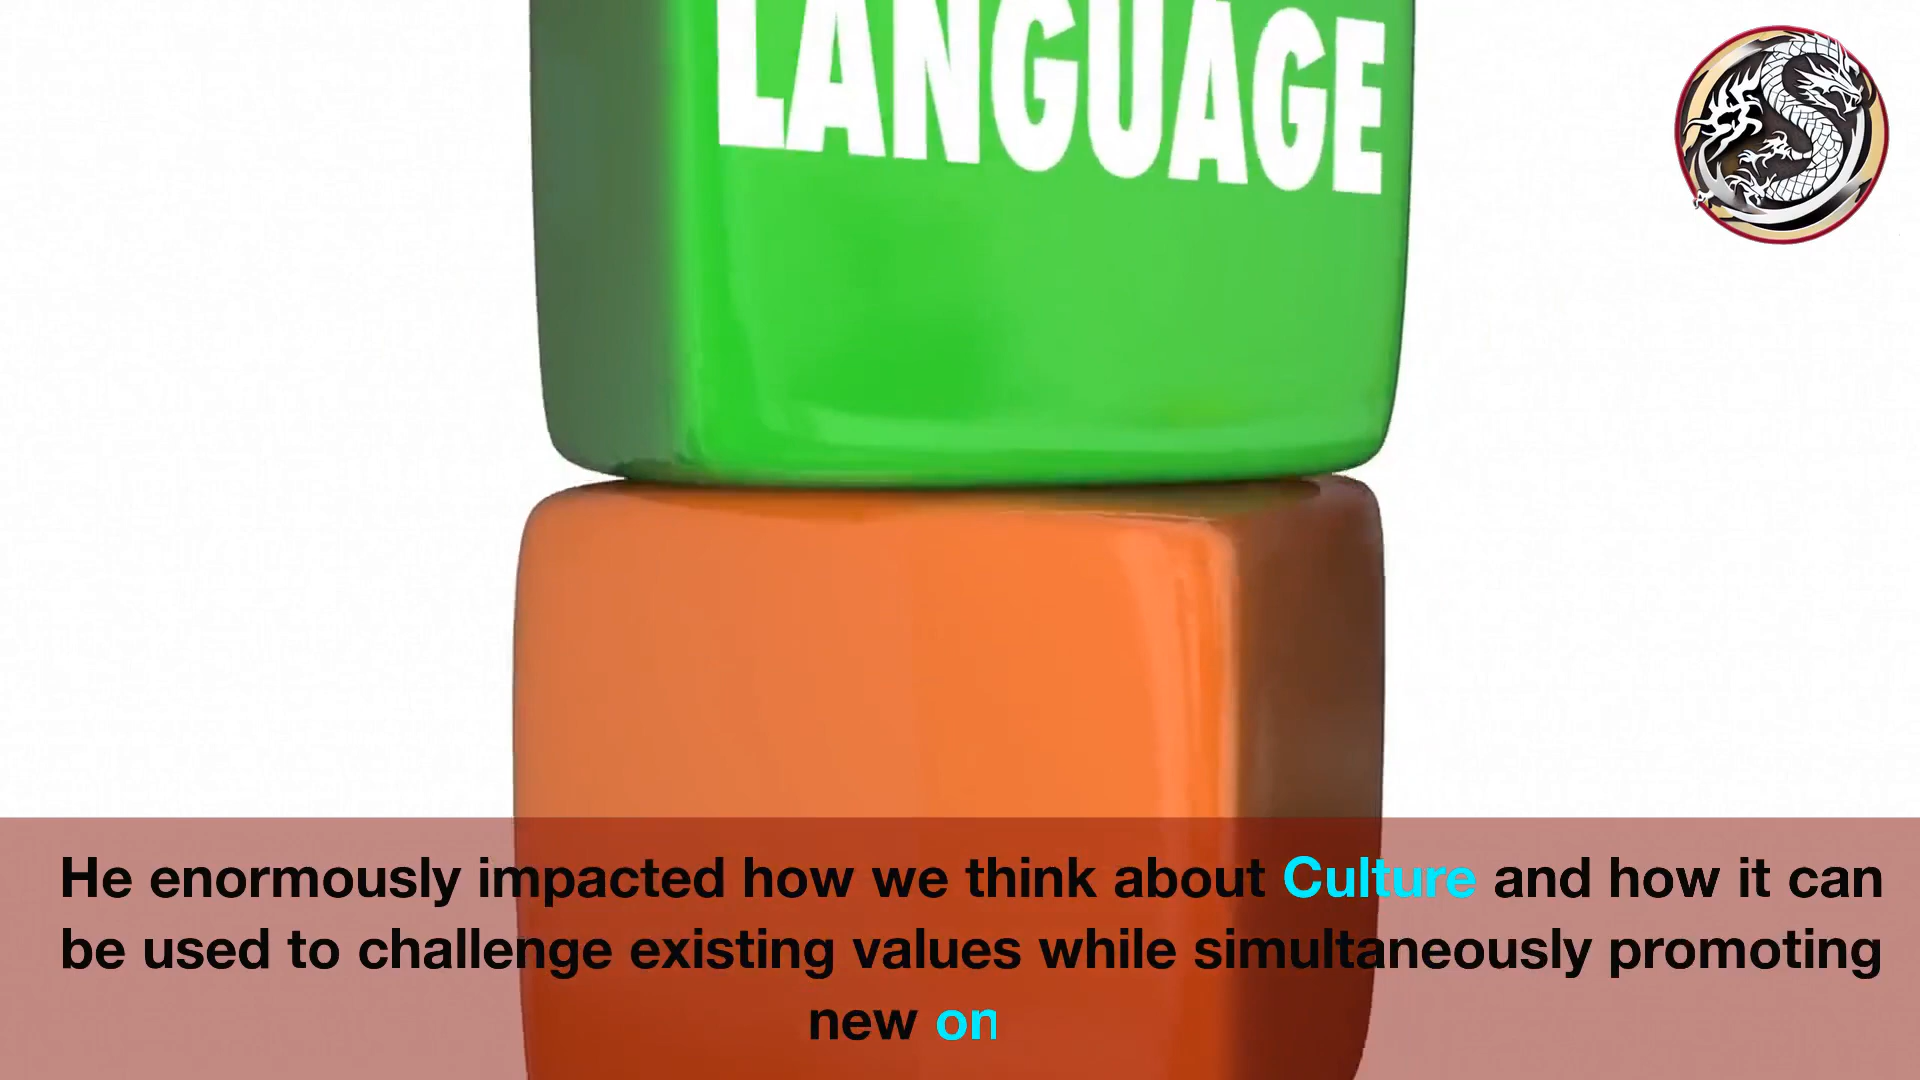 LANGUAGE
He enormously impacted how we think about Culture and how it can
be used to challenge existing values while simultaneously promoting
new on